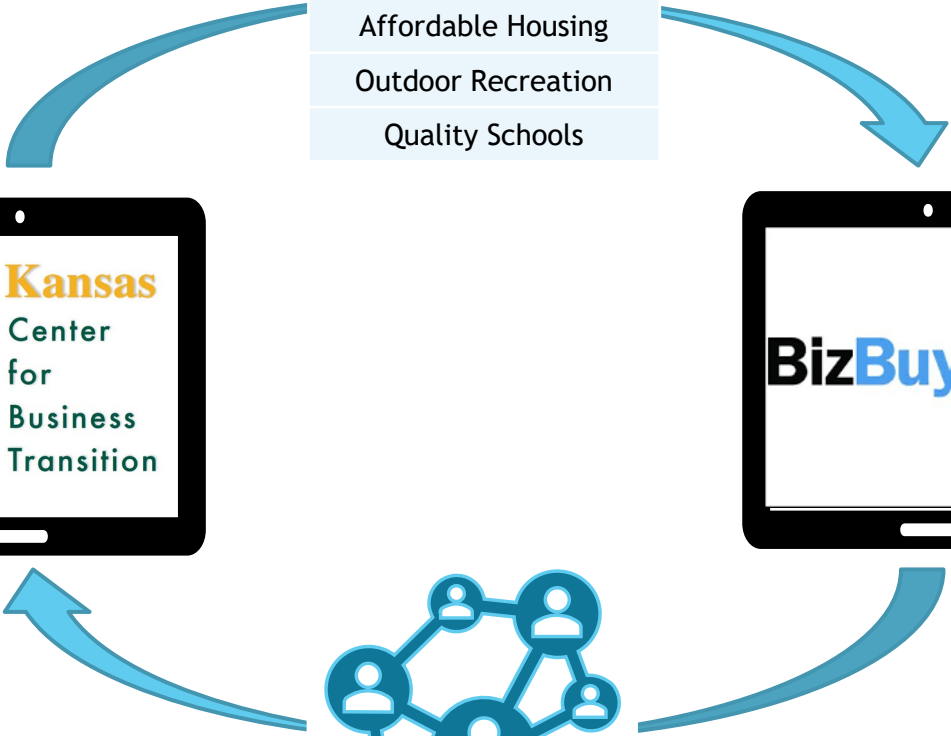 Affordable Housing
Outdoor Recreation
Quality Schools
Kansas
Center
for
Business
Transition
BizBuy